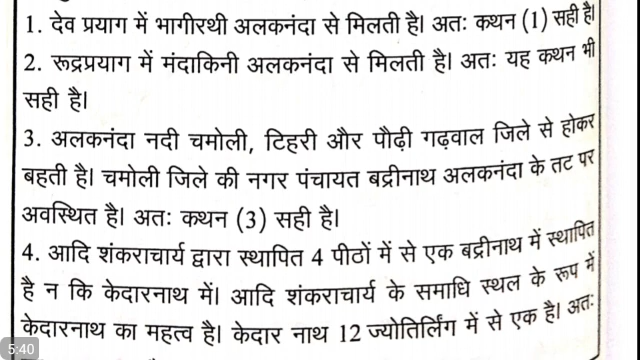 1. देव प्रयाग में भागीरथी अलकनंदा से मिलती है। अतः कथन (1) सही है।
2. रूद्रप्रयाग में मंदाकिनी अलकनंदा से मिलती है। अतः यह कथन भी
सही है।
3. अलकनंदा नदी चमोली, टिहरी और पौढ़ी गढ़वाल जिले से होकर
बहती है। चमोली जिले की नगर पंचायत बद्रीनाथ अलकनंदा के तट पर
अवस्थित है। अतः कथन (3) सही है।
4. आदि शंकराचार्य द्वारा स्थापित 4 पीठों में से एक बद्रीनाथ में स्थापित
है न कि केदारनाथ में। आदि शंकराचार्य के समाधि स्थल के रूप में
केदारनाथ का महत्व है। केदार नाथ 12 ज्योतिर्लिंग में से एक है। अतः
5:40